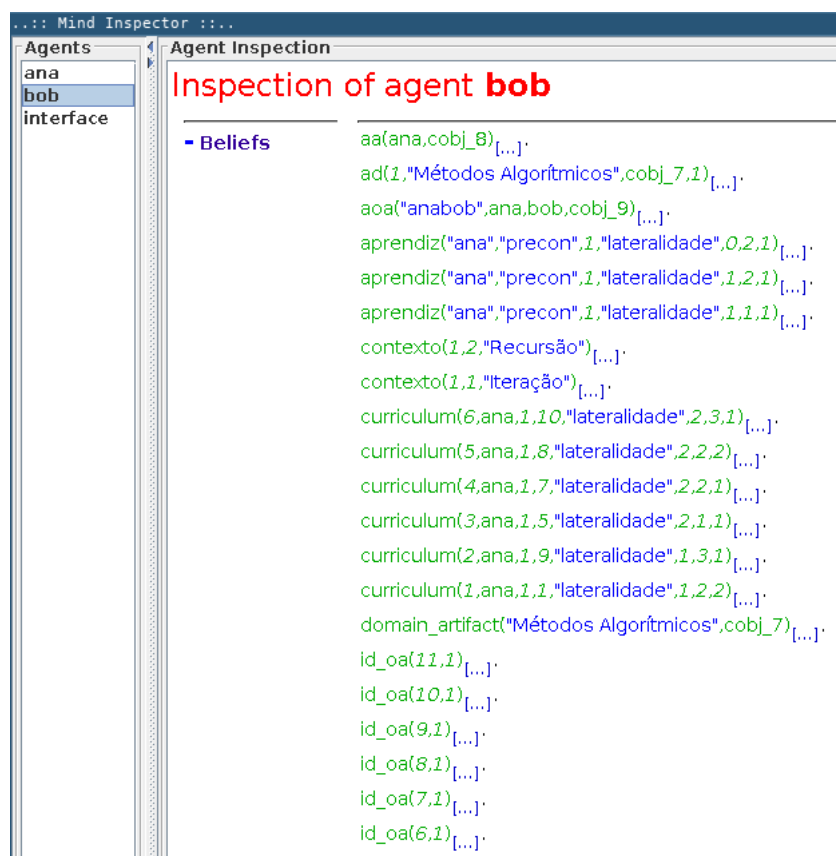 ..:: Mind Inspector ::..
Agents
ana
bob
interface
Agent Inspection
Inspection of agent bob
- Beliefs
aa(ana,cobj_8)[...].
ad(1,"Métodos Algorítmicos",cobj_7,1)[...].
aoa("anabob",ana,bob,cobj_9)[...].
aprendiz("ana","precon",1,"lateralidade",0,2,1)[...].
aprendiz("ana","precon",1,"lateralidade",1,2,1)[...].
aprendiz("ana","precon",1,"lateralidade",1,1,1)[...].
contexto(1,2,"Recursão")[...].
contexto(1,1,"Iteração")[...].
curriculum(6,ana,1,10,"lateralidade",2,3,1)[...].
curriculum(5,ana,1,8,"lateralidade",2,2,2)[...].
curriculum(4,ana,1,7,"lateralidade",2,2,1)[...].
curriculum(3,ana,1,5,"lateralidade",2,1,1)[...].
curriculum(2,ana,1,9,"lateralidade",1,3,1)[...].
curriculum(1,ana,1,1,"lateralidade",1,2,2)[...].
domain_artifact("Métodos Algorítmicos",cobj_7)[...].
id_oa(11,1)[...].
id_oa(10,1)[...].
id_oa(9,1)[...].
id_oa(8,1)[...].
id_oa(7,1)[...].
id_oa(6,1)[...].